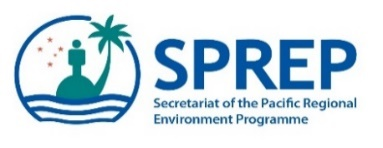 SPREP
Secretariat of the Pacific Regional
Environment Programme